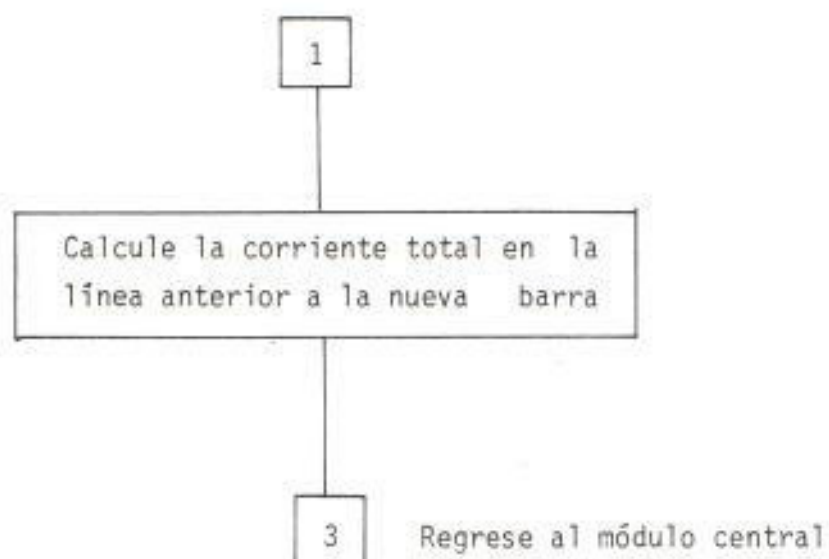 1
Calcule la corriente total en la
línea anterior a la nueva barra
3 Regrese al módulo central